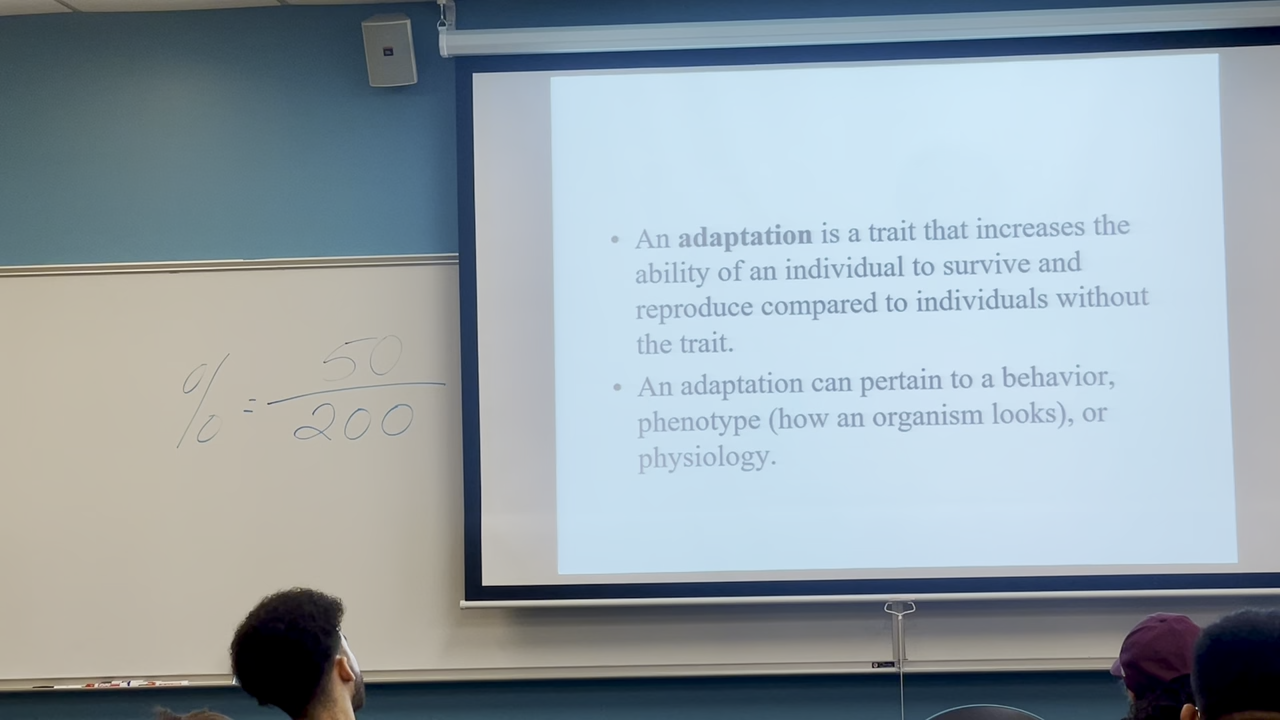 50
% = ———
200
• An adaptation is a trait that increases the
ability of an individual to survive and
reproduce compared to individuals without
the trait.
• An adaptation can pertain to a behavior,
phenotype (how an organism looks), or
physiology.